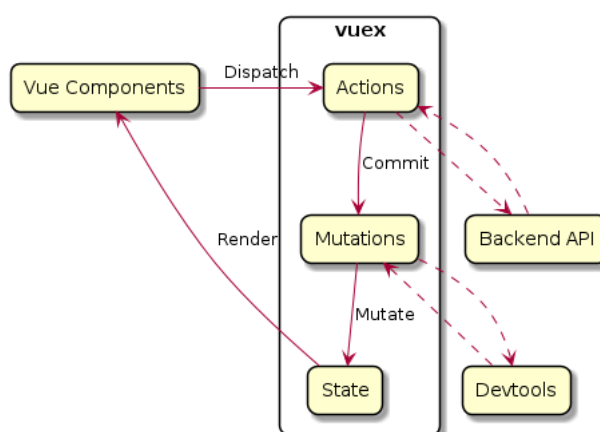 vuex
Dispatch
Vue Components
Actions
Commit
Render
Mutations
Backend API
Mutate
State
Devtools